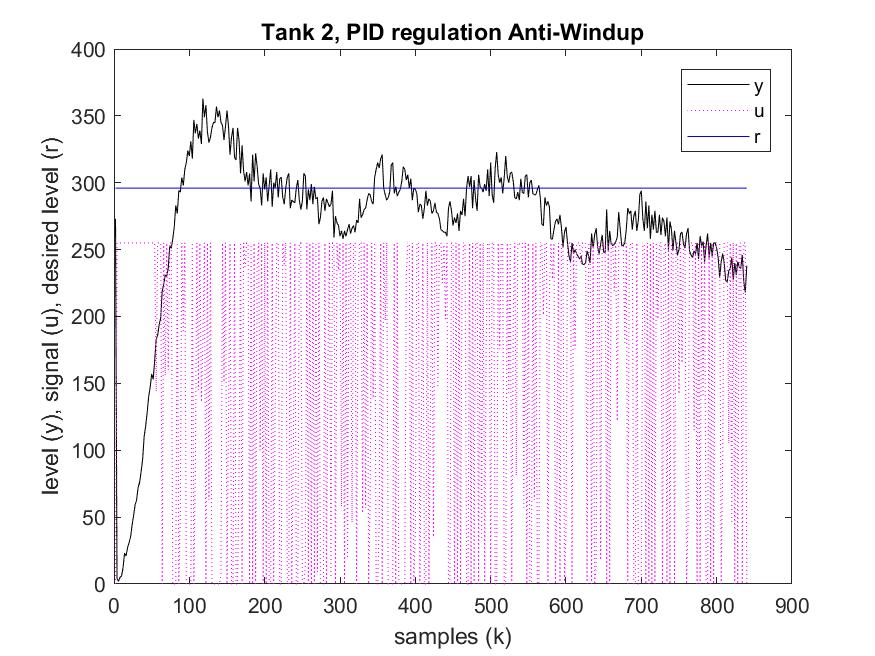 Tank 2, PID regulation Anti-Windup
level (y), signal (u), desired level (r)
400
350
300
250
200
150
100
50
0
y
u
r
0 100 200 300 400 500 600 700 800 900
samples (k)